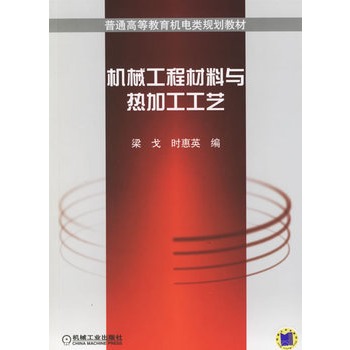 普通高等教育机电类规划教材
机械工程材料与
热加工工艺
梁 戈 时惠英 编
机械工业出版社
CHINA MACHINE PRESS